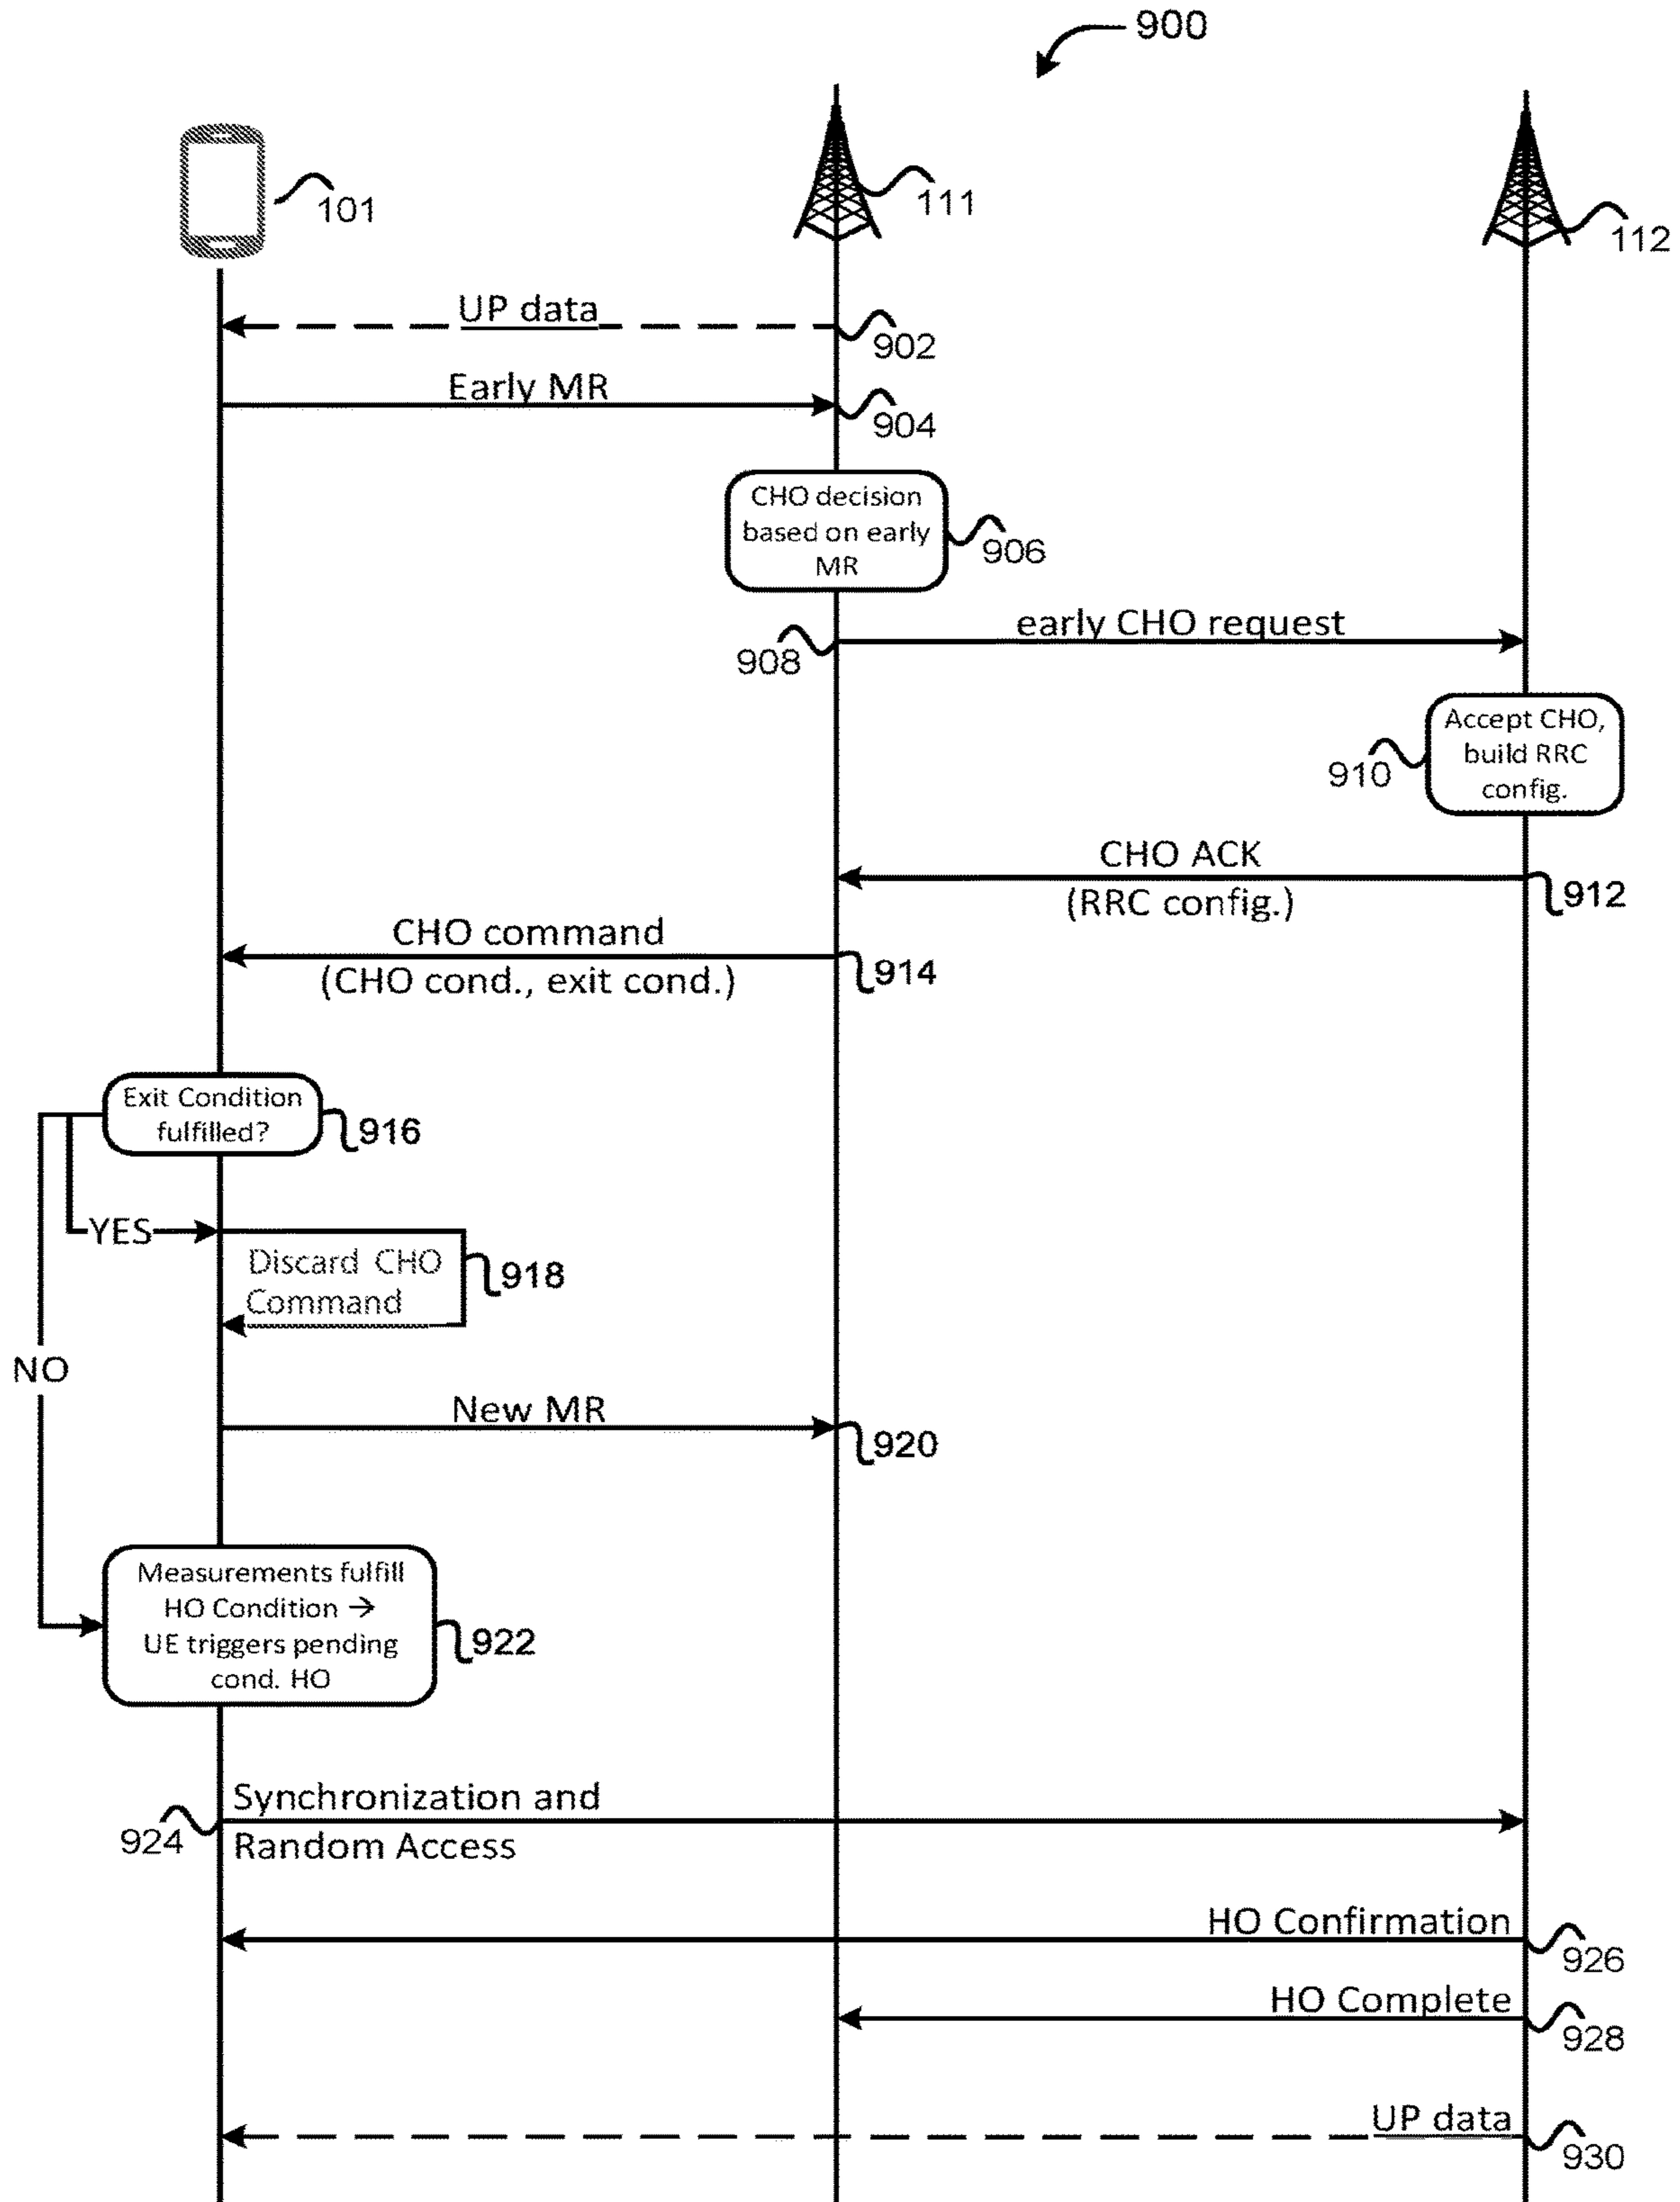 900
101
111
112
UP data
902
Early MR
904
CHO decision
based on early
MR
906
early CHO request
908
Accept CHO,
build RRC
config.
910
CHO ACK
(RRC config.)
912
CHO command
(CHO cond., exit cond.)
914
Exit Condition
fulfilled?
916
YES
Discard CHO
Command
918
NO
New MR
920
Measurements fulfill
HO Condition →
UE triggers pending
cond. HO
922
Synchronization and
Random Access
924
HO Confirmation
926
HO Complete
928
UP data
930